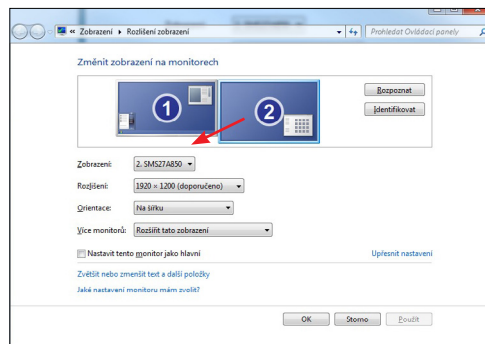 « Zobrazení ▸ Rozlišení zobrazení
Prohledat Ovládací panely
Změnit zobrazení na monitorech
1
2
Rozpoznat
Identifikovat
Zobrazení: 2. SMS27A850
Rozlišení: 1920 × 1200 (doporučeno)
Orientace: Na šířku
Více monitorů: Rozšířit tato zobrazení
Nastavit tento monitor jako hlavní Upřesnit nastavení
Zvětšit nebo zmenšit text a další položky
Jaké nastavení monitoru mám zvolit?
OK Storno Použít